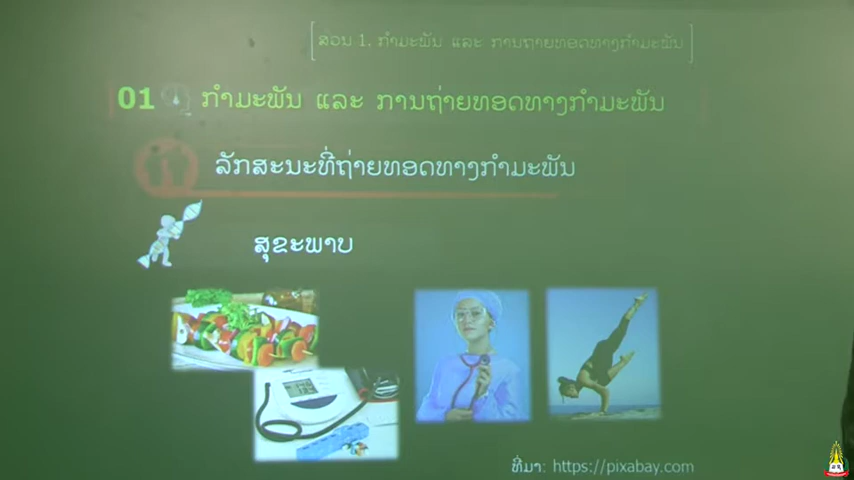 ສ່ວນ 1. ກຳມະພັນ ແລະ ການຖ່າຍທອດທາງກຳມະພັນ
01 ກຳມະພັນ ແລະ ການຖ່າຍທອດທາງກຳມະພັນ
ລັກສະນະທີ່ຖ່າຍທອດທາງກຳມະພັນ
ສຸຂະພາບ
ທີ່ມາ: https://pixabay.com